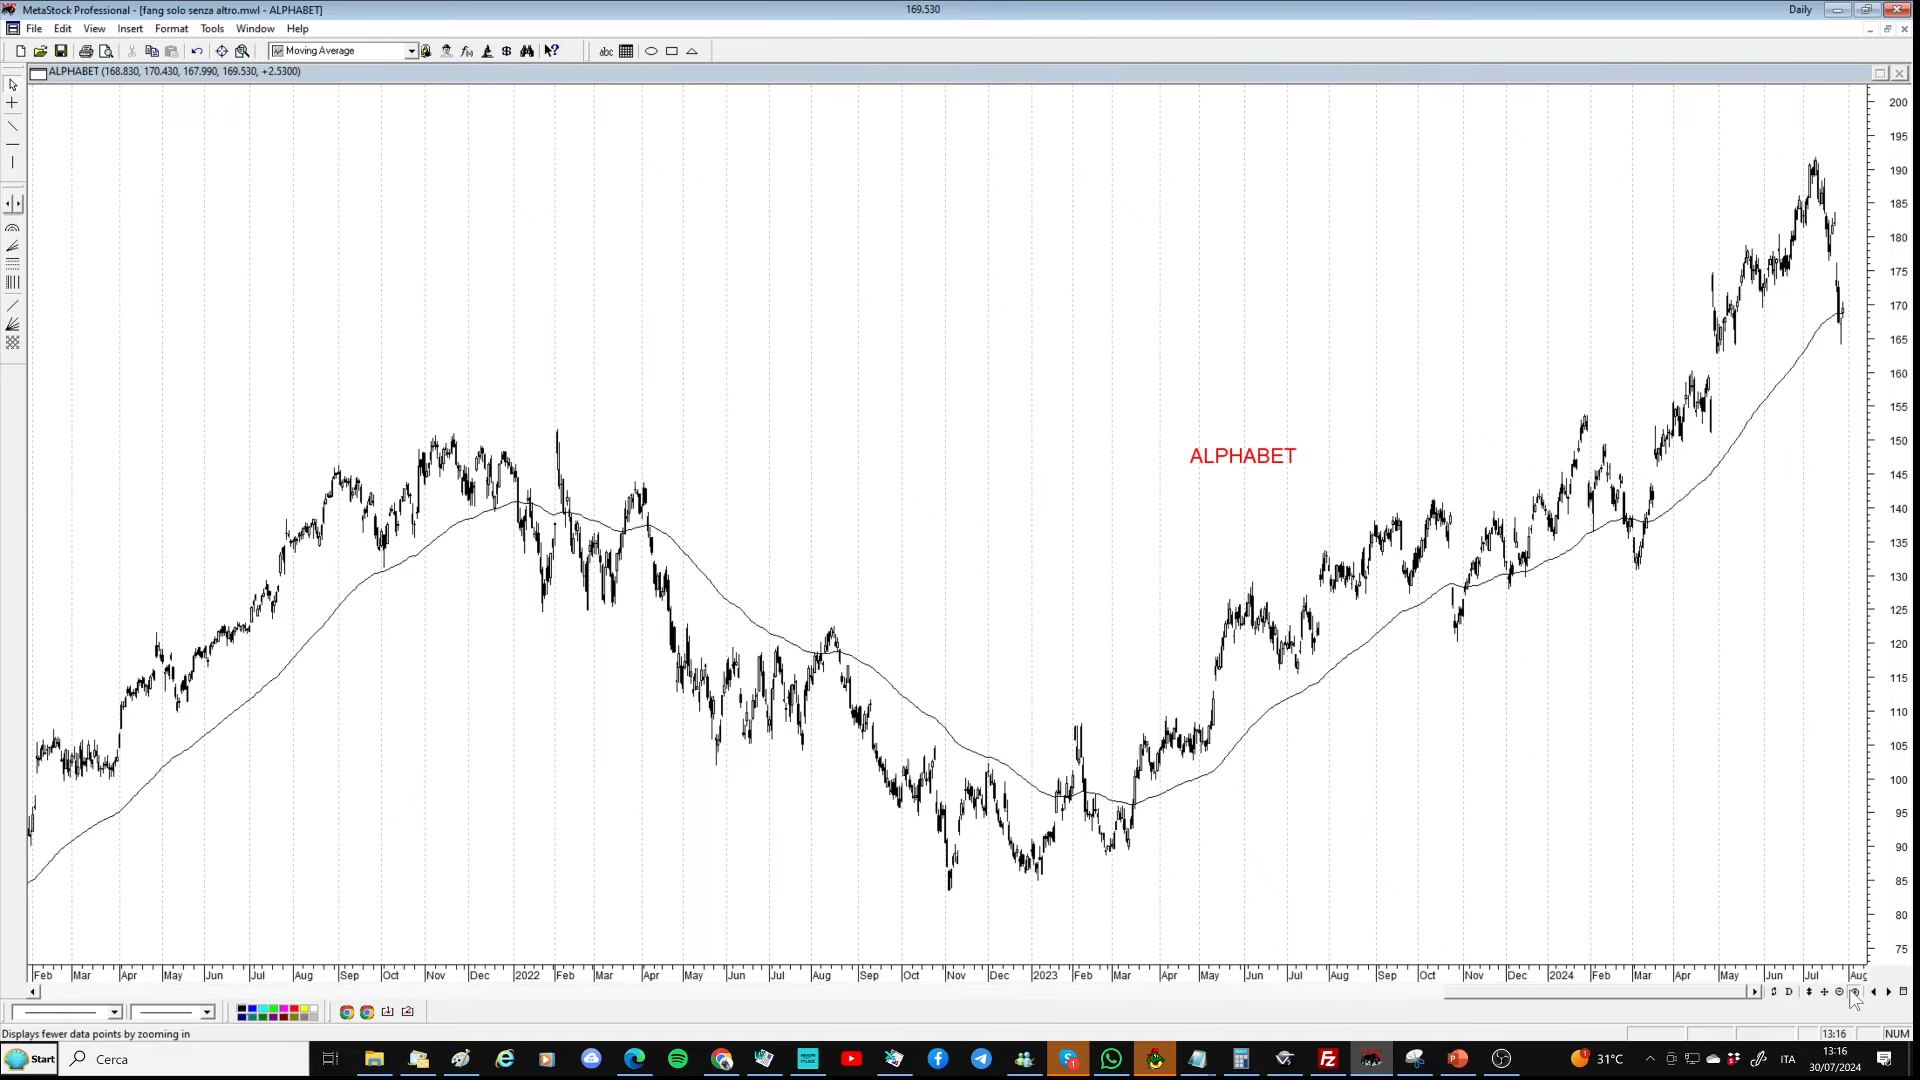 MetaStock Professional - [fang solo senza altro.mwl - ALPHABET]
169.530
Daily
File Edit View Insert Format Tools Window Help
Moving Average
abc
ALPHABET (168.830, 170.430, 167.990, 169.530, +2.5300)
200
195
190
185
180
175
170
165
160
155
150
145
140
135
130
125
120
115
110
105
100
95
90
85
80
75
ALPHABET
Feb Mar Apr May Jun Jul Aug Sep Oct Nov Dec 2022 Feb Mar Apr May Jun Jul Aug Sep Oct Nov Dec 2023 Feb Mar Apr May Jun Jul Aug Sep Oct Nov Dec 2024 Feb Mar Apr May Jun Jul Aug
D
Displays fewer data points by zooming in
13:16
NUM
Start
Cerca
31°C
ITA
13:16
30/07/2024